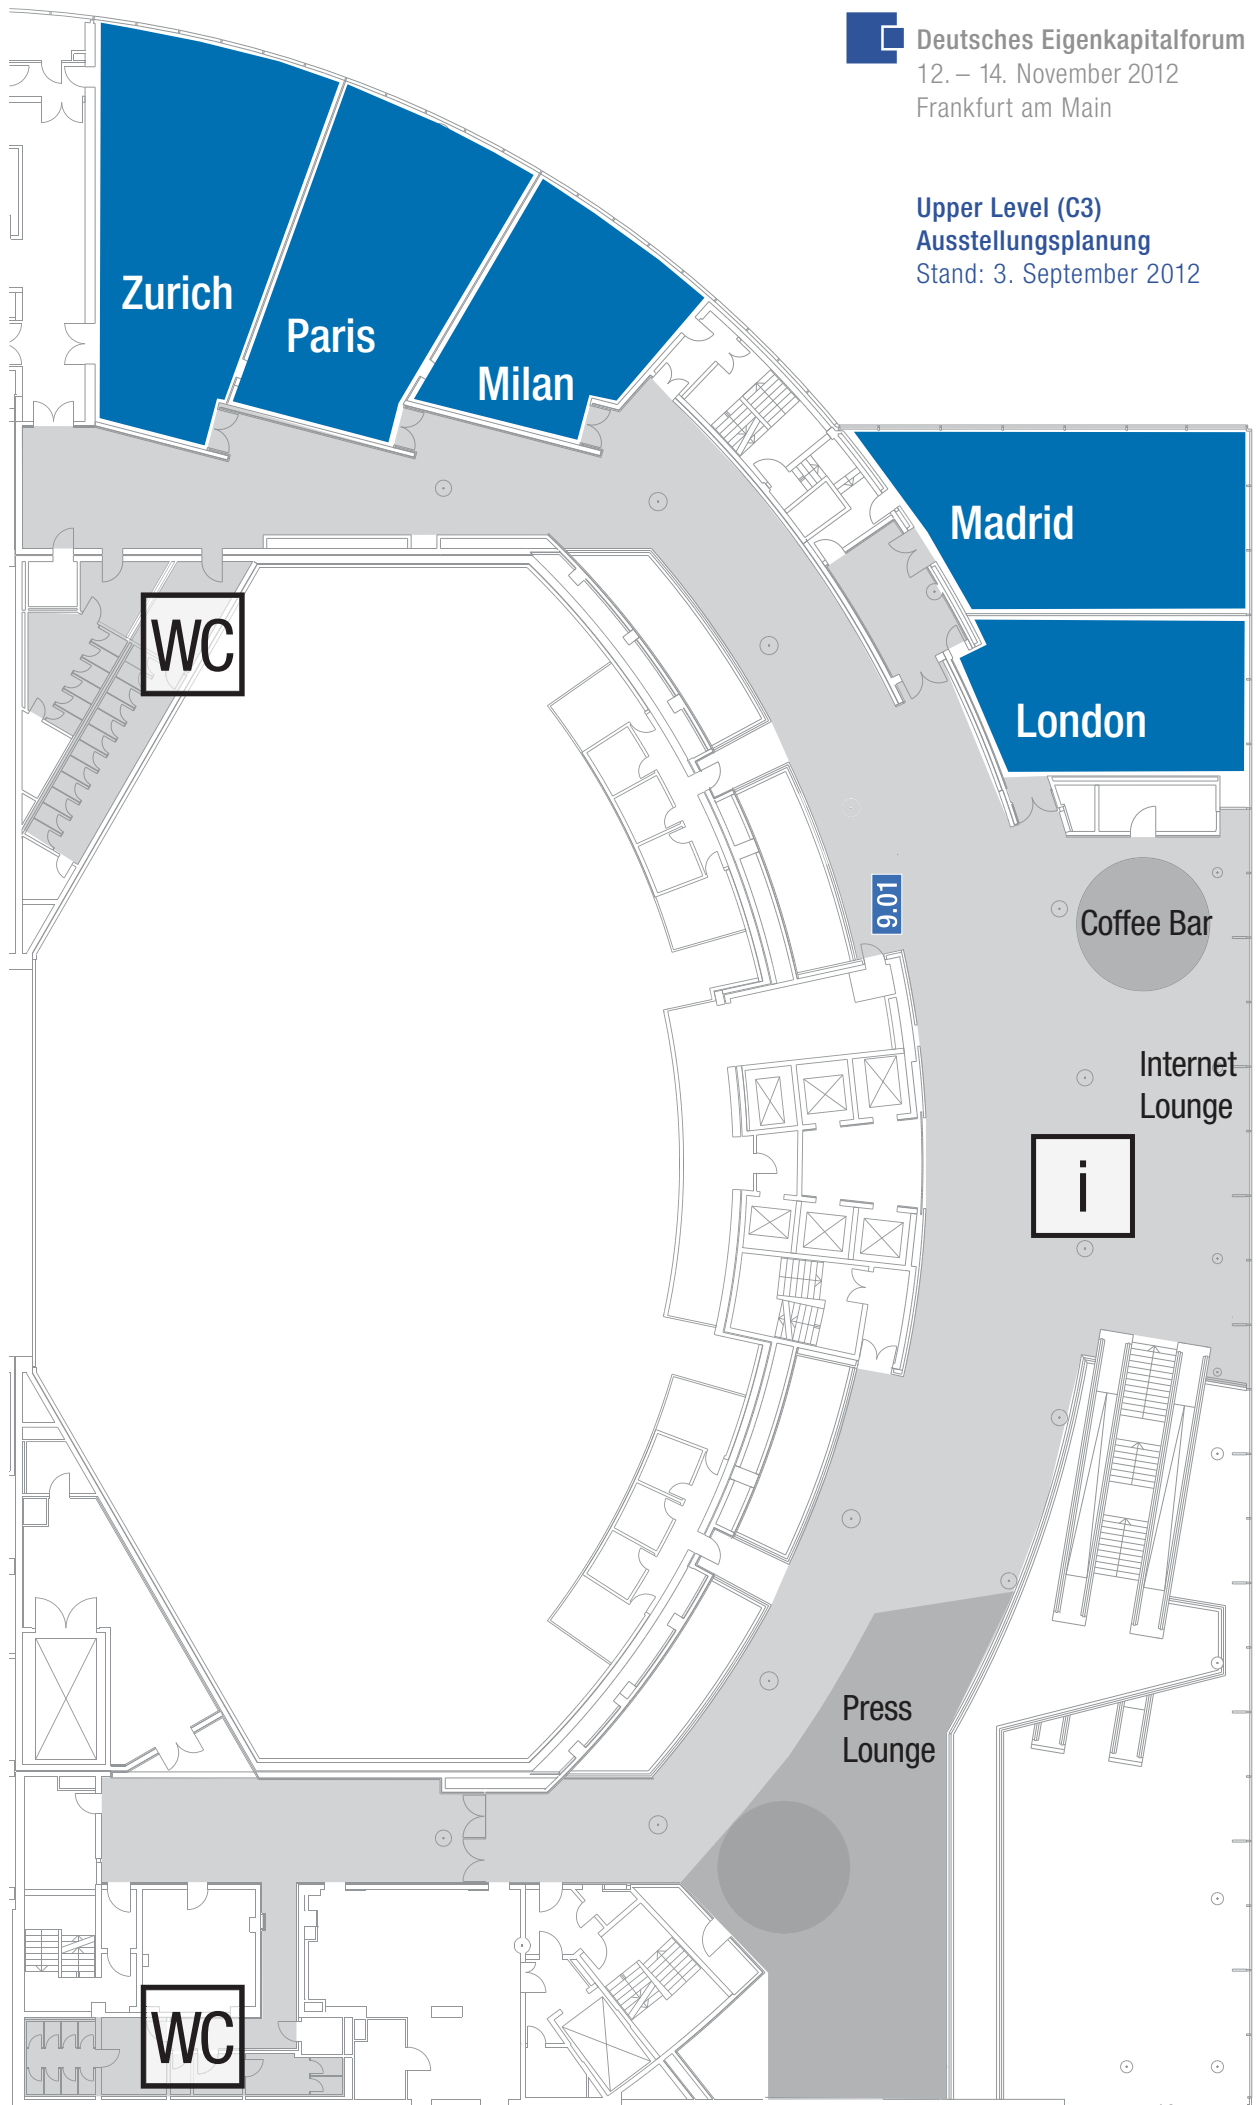 Deutsches Eigenkapitalforum
12. – 14. November 2012
Frankfurt am Main
Upper Level (C3)
Ausstellungsplanung
Stand: 3. September 2012
Zurich
Paris
Milan
Madrid
London
WC
9.01
Coffee Bar
Internet
Lounge
i
Press
Lounge
WC